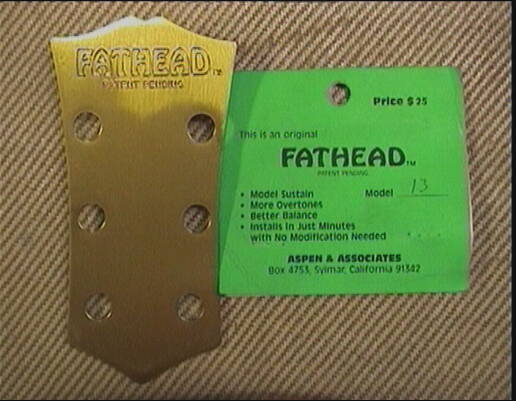 FATHEAD™
PATENT PENDING
Price $25
This is an original
FATHEAD™
PATENT PENDING
• Model Sustain
Model 13
• More Overtones
• Better Balance
• Installs In Just Minutes
with No Modification Needed
ASPEN & ASSOCIATES
Box 4753, Sylmar, California 91342